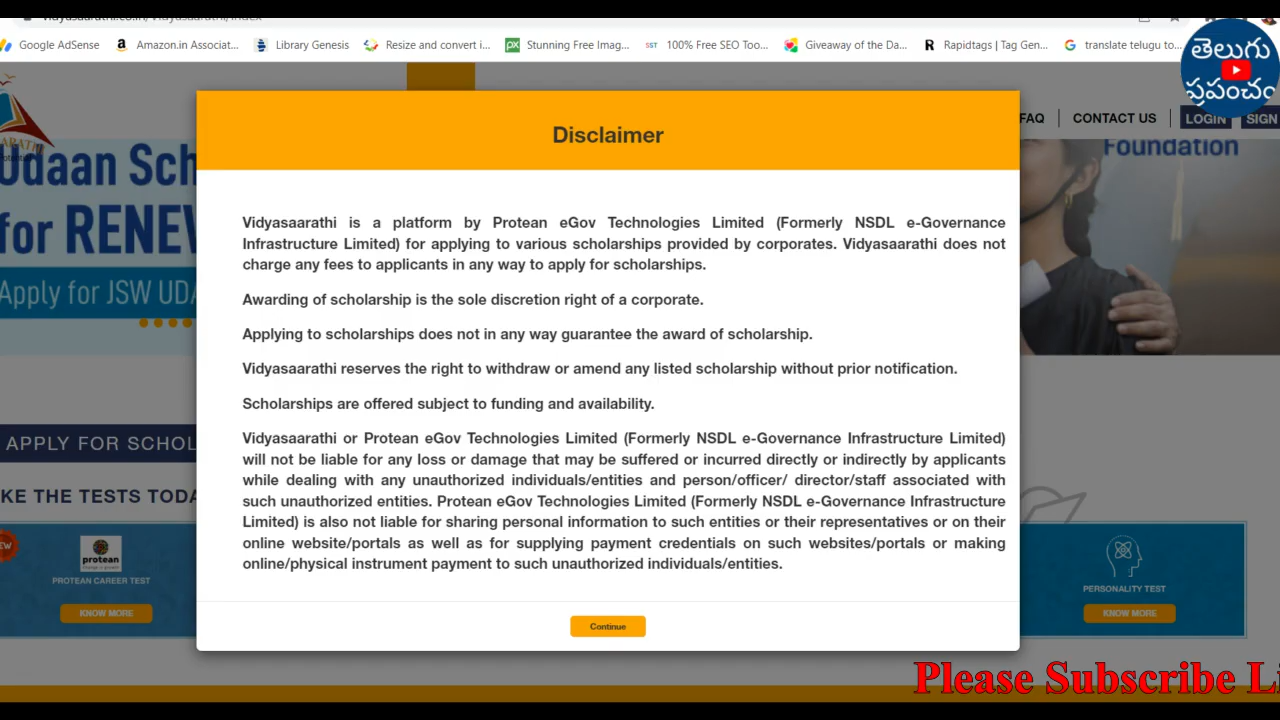 Google AdSense
Amazon.in Associat...
Library Genesis
Resize and convert i...
Stunning Free Imag...
SST 100% Free SEO Too...
Giveaway of the Da...
Rapidtags | Tag Gen...
translate telugu to...
తెలుగు
ప్రపంచం
FAQ
CONTACT US
LOGIN
SIGN
Udaan Sch
for RENEW
Apply for JSW UDA
Foundation
Disclaimer
Vidyasaarathi is a platform by Protean eGov Technologies Limited (Formerly NSDL e-Governance
Infrastructure Limited) for applying to various scholarships provided by corporates. Vidyasaarathi does not
charge any fees to applicants in any way to apply for scholarships.
Awarding of scholarship is the sole discretion right of a corporate.
Applying to scholarships does not in any way guarantee the award of scholarship.
Vidyasaarathi reserves the right to withdraw or amend any listed scholarship without prior notification.
Scholarships are offered subject to funding and availability.
Vidyasaarathi or Protean eGov Technologies Limited (Formerly NSDL e-Governance Infrastructure Limited)
will not be liable for any loss or damage that may be suffered or incurred directly or indirectly by applicants
while dealing with any unauthorized individuals/entities and person/officer/ director/staff associated with
such unauthorized entities. Protean eGov Technologies Limited (Formerly NSDL e-Governance Infrastructure
Limited) is also not liable for sharing personal information to such entities or their representatives or on their
online website/portals as well as for supplying payment credentials on such websites/portals or making
online/physical instrument payment to such unauthorized individuals/entities.
Continue
APPLY FOR SCHOL
KE THE TESTS TODA
protean
PROTEAN CAREER TEST
KNOW MORE
PERSONALITY TEST
KNOW MORE
Please Subscribe Li